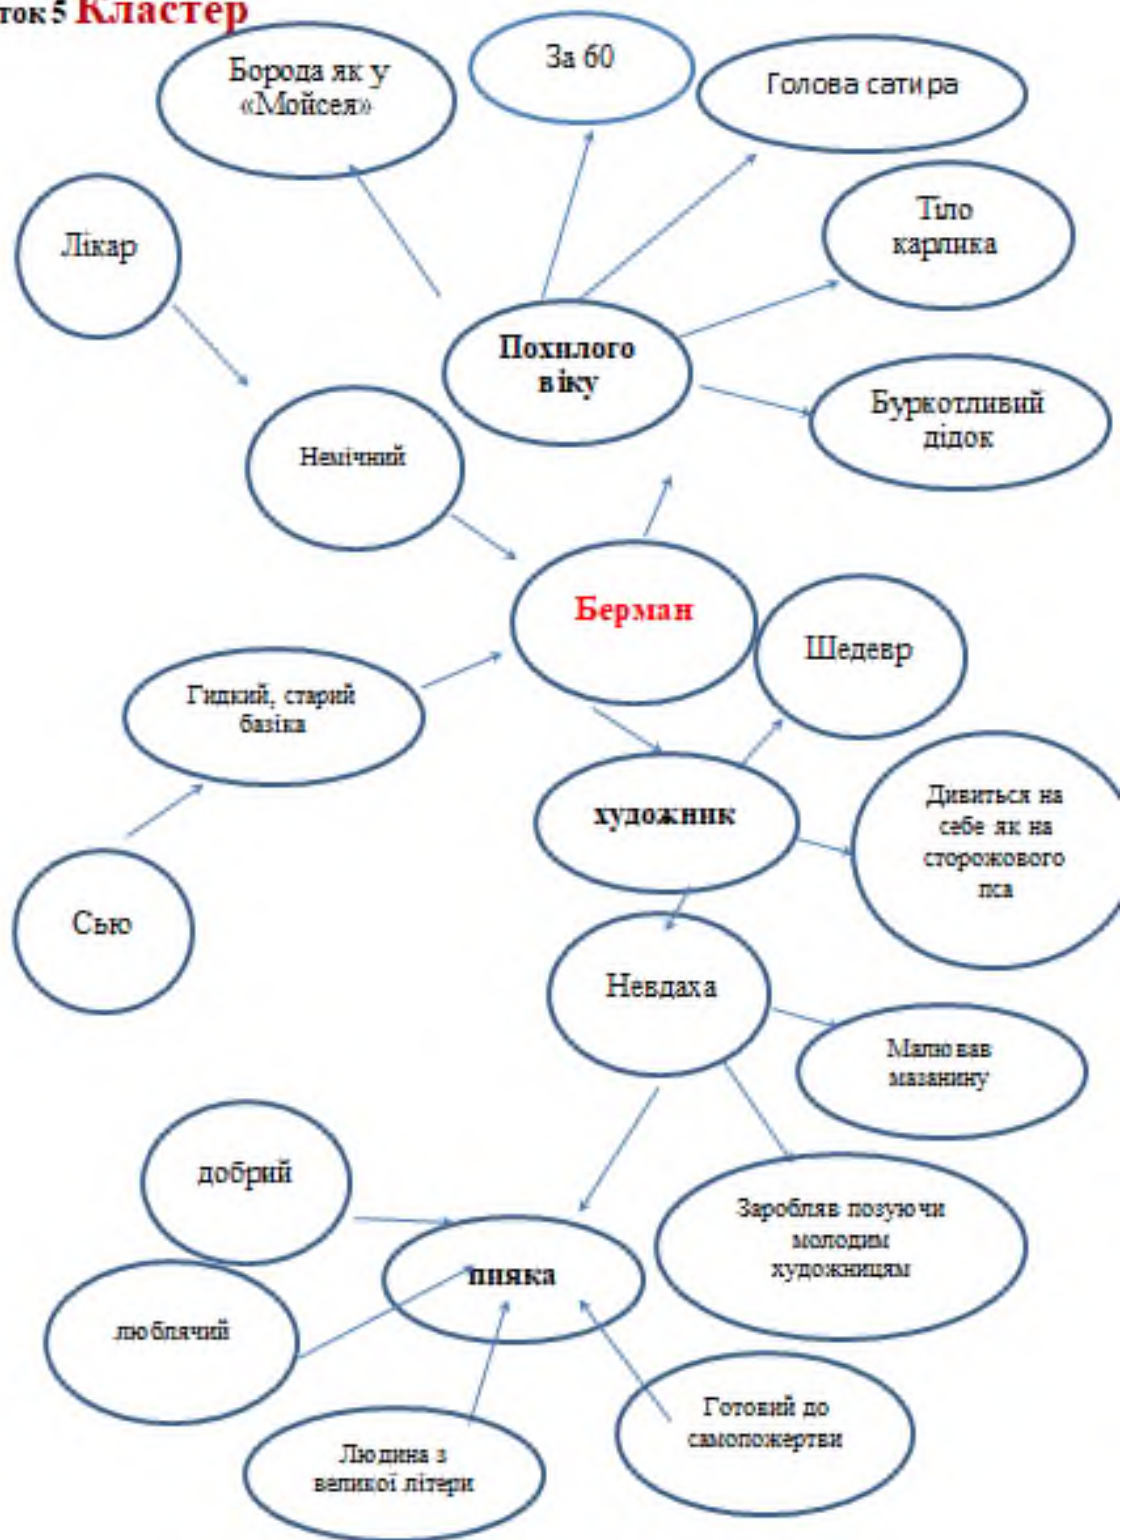 ток 5 Кластер
Борода як у
«Мойсея»
За 60
Голова сатира
Тіло
карлика
Лікар
Похилого
віку
Буркотливий
дідок
Немічний
Берман
Шедевр
Гидкий, старий
базіка
художник
Дивиться на
себе як на
сторожового
пса
Сью
Невдаха
Малював
мазанину
добрий
Заробляв позуючи
молодим
художницям
пияка
люблячий
Готовий до
самопожертви
Людина з
великої літери